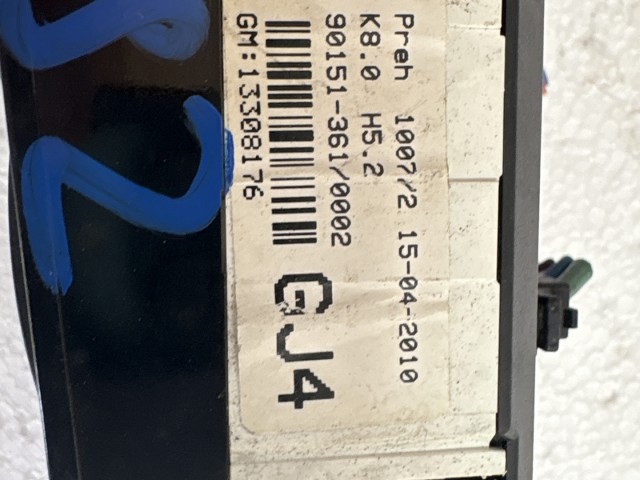 Preh 1007/2 15-04-2010
K8.0 H5.2
90151-361/0002
GM:13308176
GJ4